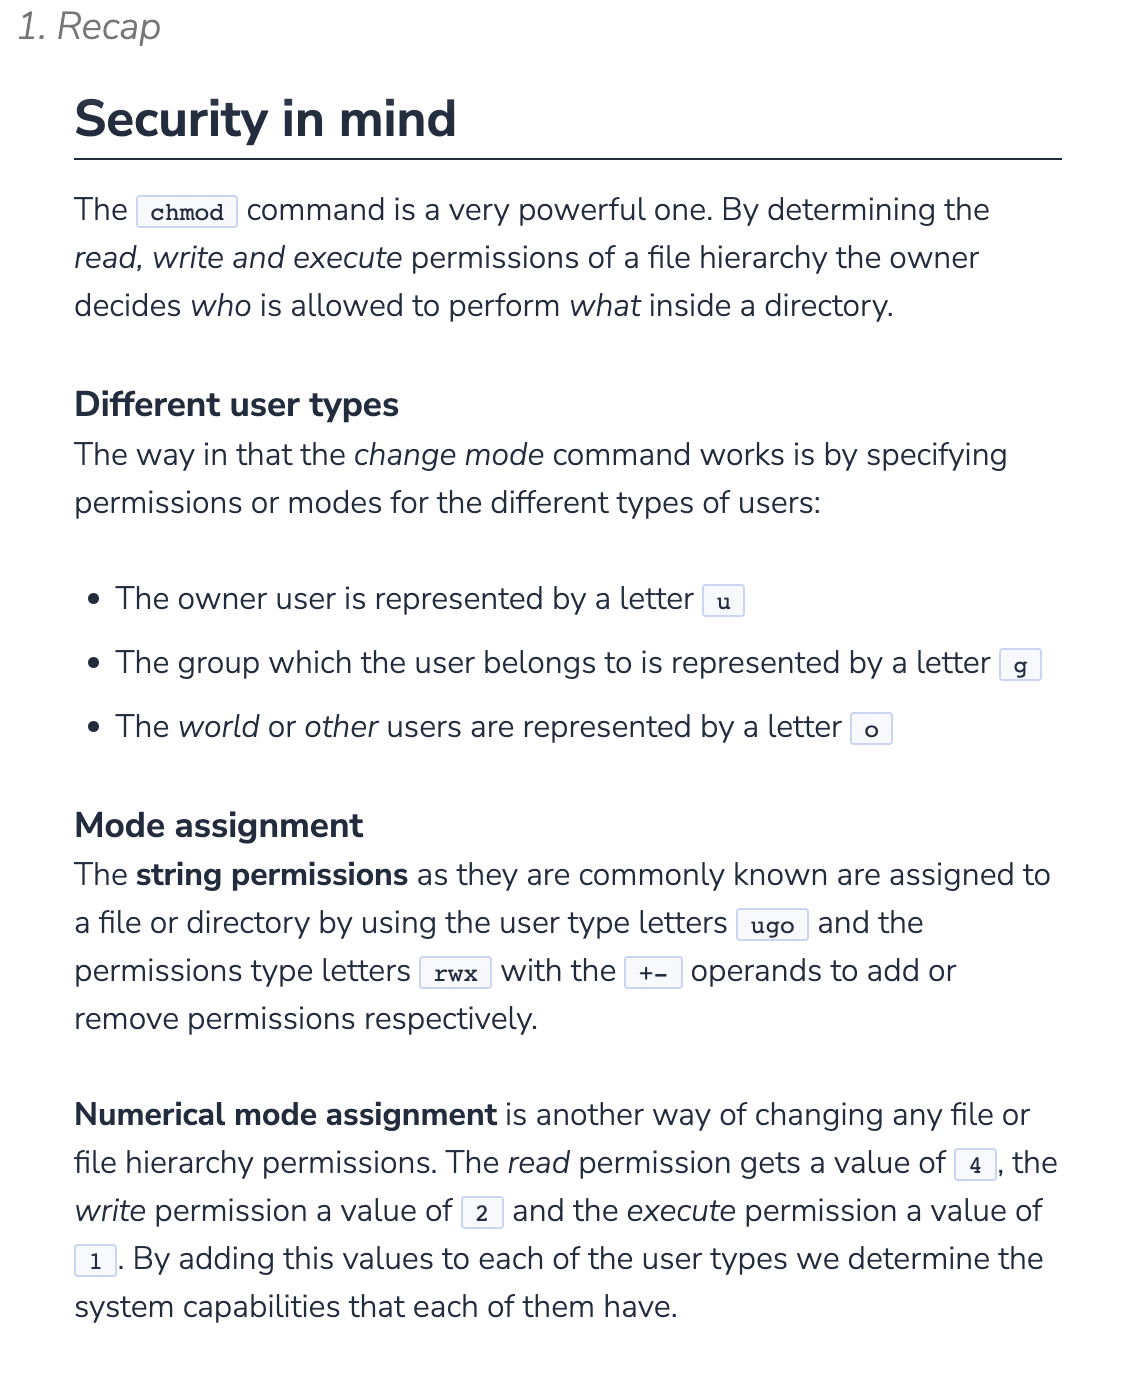 1. Recap
Security in mind
The chmod command is a very powerful one. By determining the
read, write and execute permissions of a file hierarchy the owner
decides who is allowed to perform what inside a directory.
Different user types
The way in that the change mode command works is by specifying
permissions or modes for the different types of users:
• The owner user is represented by a letter u
• The group which the user belongs to is represented by a letter g
• The world or other users are represented by a letter o
Mode assignment
The string permissions as they are commonly known are assigned to
a file or directory by using the user type letters ugo and the
permissions type letters rwx with the +- operands to add or
remove permissions respectively.
Numerical mode assignment is another way of changing any file or
file hierarchy permissions. The read permission gets a value of 4, the
write permission a value of 2 and the execute permission a value of
1. By adding this values to each of the user types we determine the
system capabilities that each of them have.